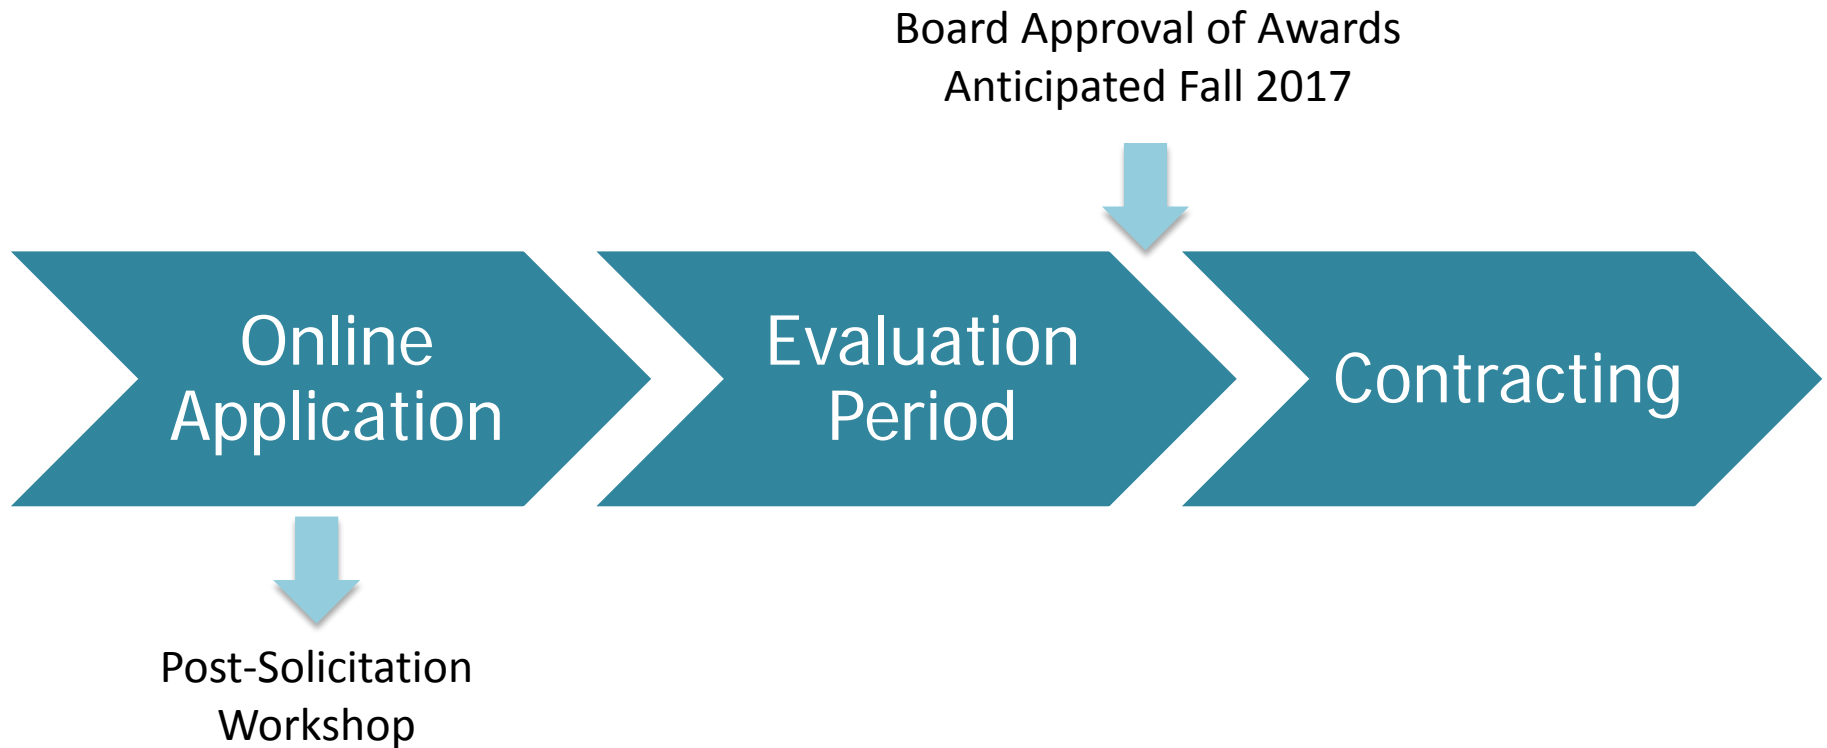 Board Approval of Awards
Anticipated Fall 2017
Online
Application
Evaluation
Period
Contracting
Post-Solicitation
Workshop